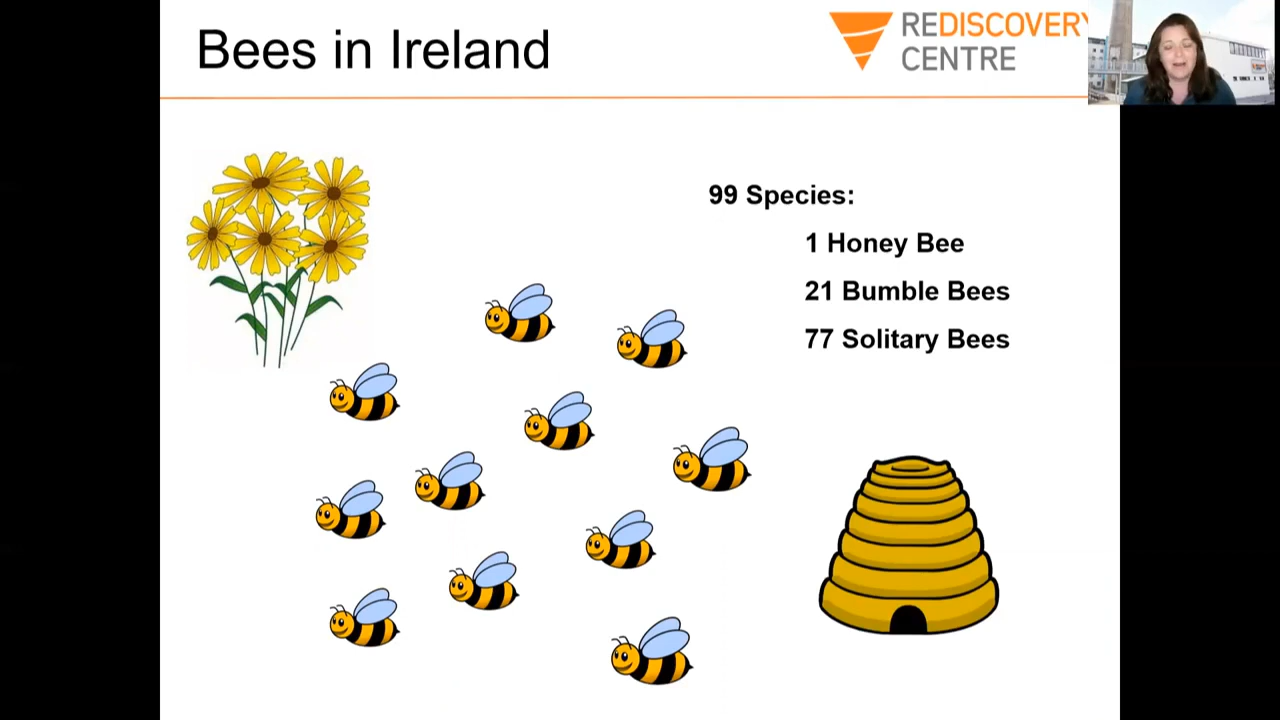 Bees in Ireland
REDISCOVERY
CENTRE
99 Species:
1 Honey Bee
21 Bumble Bees
77 Solitary Bees